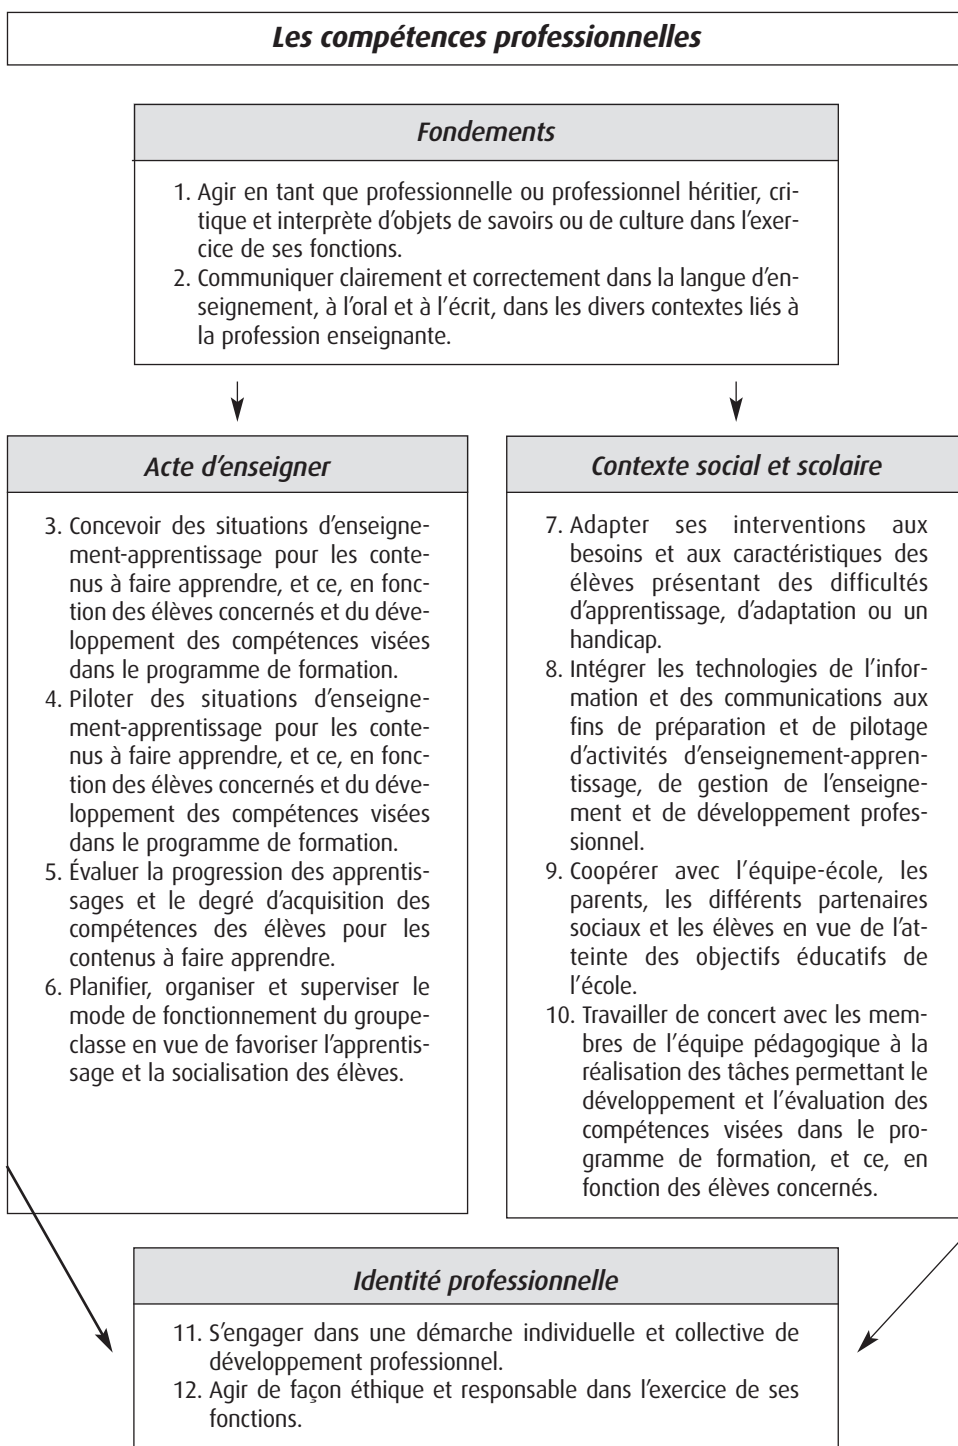 Les compétences professionnelles
Fondements
1. Agir en tant que professionnelle ou professionnel héritier, cri-
tique et interprète d'objets de savoirs ou de culture dans l'exer-
cice de ses fonctions.
2. Communiquer clairement et correctement dans la langue d'en-
seignement, à l'oral et à l'écrit, dans les divers contextes liés à
la profession enseignante.
Acte d'enseigner
3. Concevoir des situations d'enseigne-
ment-apprentissage pour les conte-
nus à faire apprendre, et ce, en fonc-
tion des élèves concernés et du déve-
loppement des compétences visées
dans le programme de formation.
4. Piloter des situations d'enseigne-
ment-apprentissage pour les conte-
nus à faire apprendre, et ce, en fonc-
tion des élèves concernés et du déve-
loppement des compétences visées
dans le programme de formation.
5. Évaluer la progression des apprentis-
sages et le degré d'acquisition des
compétences des élèves pour les
contenus à faire apprendre.
6. Planifier, organiser et superviser le
mode de fonctionnement du groupe-
classe en vue de favoriser l'apprentis-
sage et la socialisation des élèves.
Contexte social et scolaire
7. Adapter ses interventions aux
besoins et aux caractéristiques des
élèves présentant des difficultés
d'apprentissage, d'adaptation ou un
handicap.
8. Intégrer les technologies de l'infor-
mation et des communications aux
fins de préparation et de pilotage
d'activités d'enseignement-appren-
tissage, de gestion de l'enseigne-
ment et de développement profes-
sionnel.
9. Coopérer avec l'équipe-école, les
parents, les différents partenaires
sociaux et les élèves en vue de l'at-
teinte des objectifs éducatifs de
l'école.
10. Travailler de concert avec les mem-
bres de l'équipe pédagogique à la
réalisation des tâches permettant le
développement et l'évaluation des
compétences visées dans le pro-
gramme de formation, et ce, en
fonction des élèves concernés.
Identité professionnelle
11. S'engager dans une démarche individuelle et collective de
développement professionnel.
12. Agir de façon éthique et responsable dans l'exercice de ses
fonctions.